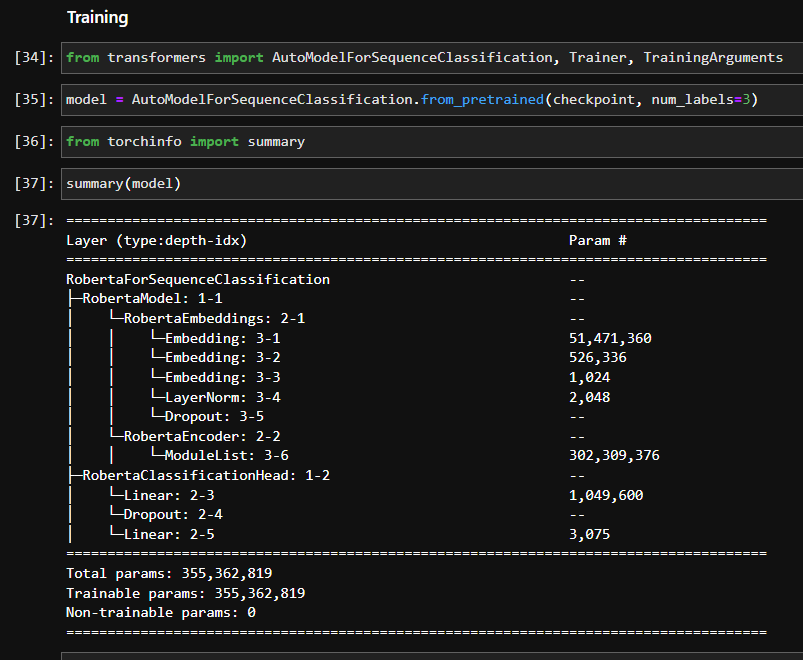 Training
[34]: from transformers import AutoModelForSequenceClassification, Trainer, TrainingArguments
[35]: model = AutoModelForSequenceClassification.from_pretrained(checkpoint, num_labels=3)
[36]: from torchinfo import summary
[37]: summary(model)
[37]: =====================================================================================
Layer (type:depth-idx)                                       Param #
=====================================================================================
RobertaForSequenceClassification                             --
├─RobertaModel: 1-1                                          --
│    └─RobertaEmbeddings: 2-1                                --
│    │    └─Embedding: 3-1                                   51,471,360
│    │    └─Embedding: 3-2                                   526,336
│    │    └─Embedding: 3-3                                   1,024
│    │    └─LayerNorm: 3-4                                   2,048
│    │    └─Dropout: 3-5                                     --
│    └─RobertaEncoder: 2-2                                   --
│    │    └─ModuleList: 3-6                                  302,309,376
├─RobertaClassificationHead: 1-2                             --
│    └─Linear: 2-3                                           1,049,600
│    └─Dropout: 2-4                                          --
│    └─Linear: 2-5                                           3,075
=====================================================================================
Total params: 355,362,819
Trainable params: 355,362,819
Non-trainable params: 0
=====================================================================================